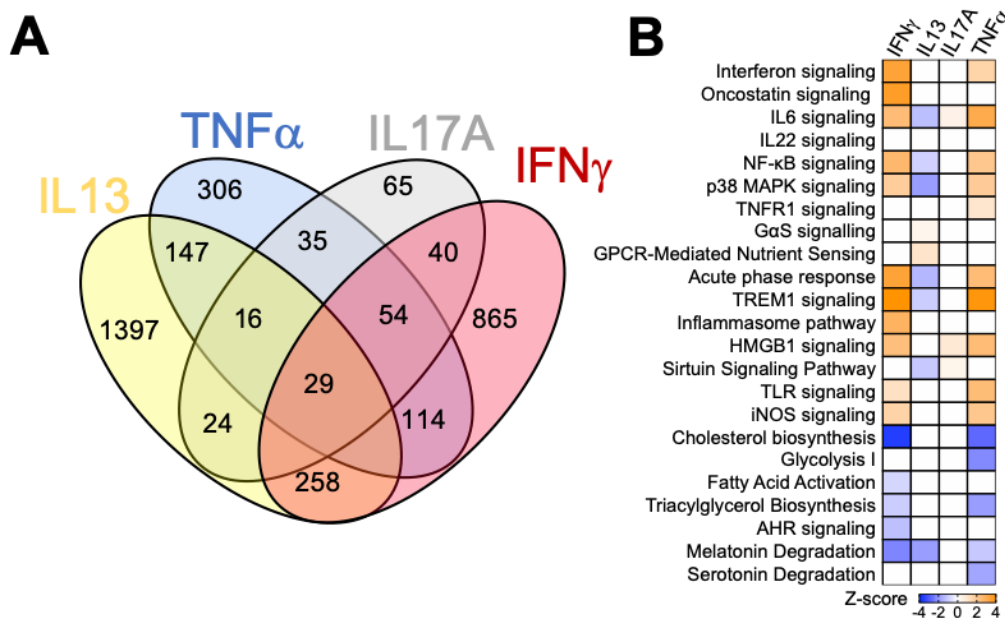 A
TNFα
IL17A
IFNγ
IL13
306
65
147
35
40
1397
16
54
865
29
24
114
258
B
IFNγ
IL13
IL17A
TNFα
Interferon signaling
Oncostatin signaling
IL6 signaling
IL22 signaling
NF-κB signaling
p38 MAPK signaling
TNFR1 signaling
GαS signalling
GPCR-Mediated Nutrient Sensing
Acute phase response
TREM1 signaling
Inflammasome pathway
HMGB1 signaling
Sirtuin Signaling Pathway
TLR signaling
iNOS signaling
Cholesterol biosynthesis
Glycolysis I
Fatty Acid Activation
Triacylglycerol Biosynthesis
AHR signaling
Melatonin Degradation
Serotonin Degradation
Z-score
-4 -2 0 2 4